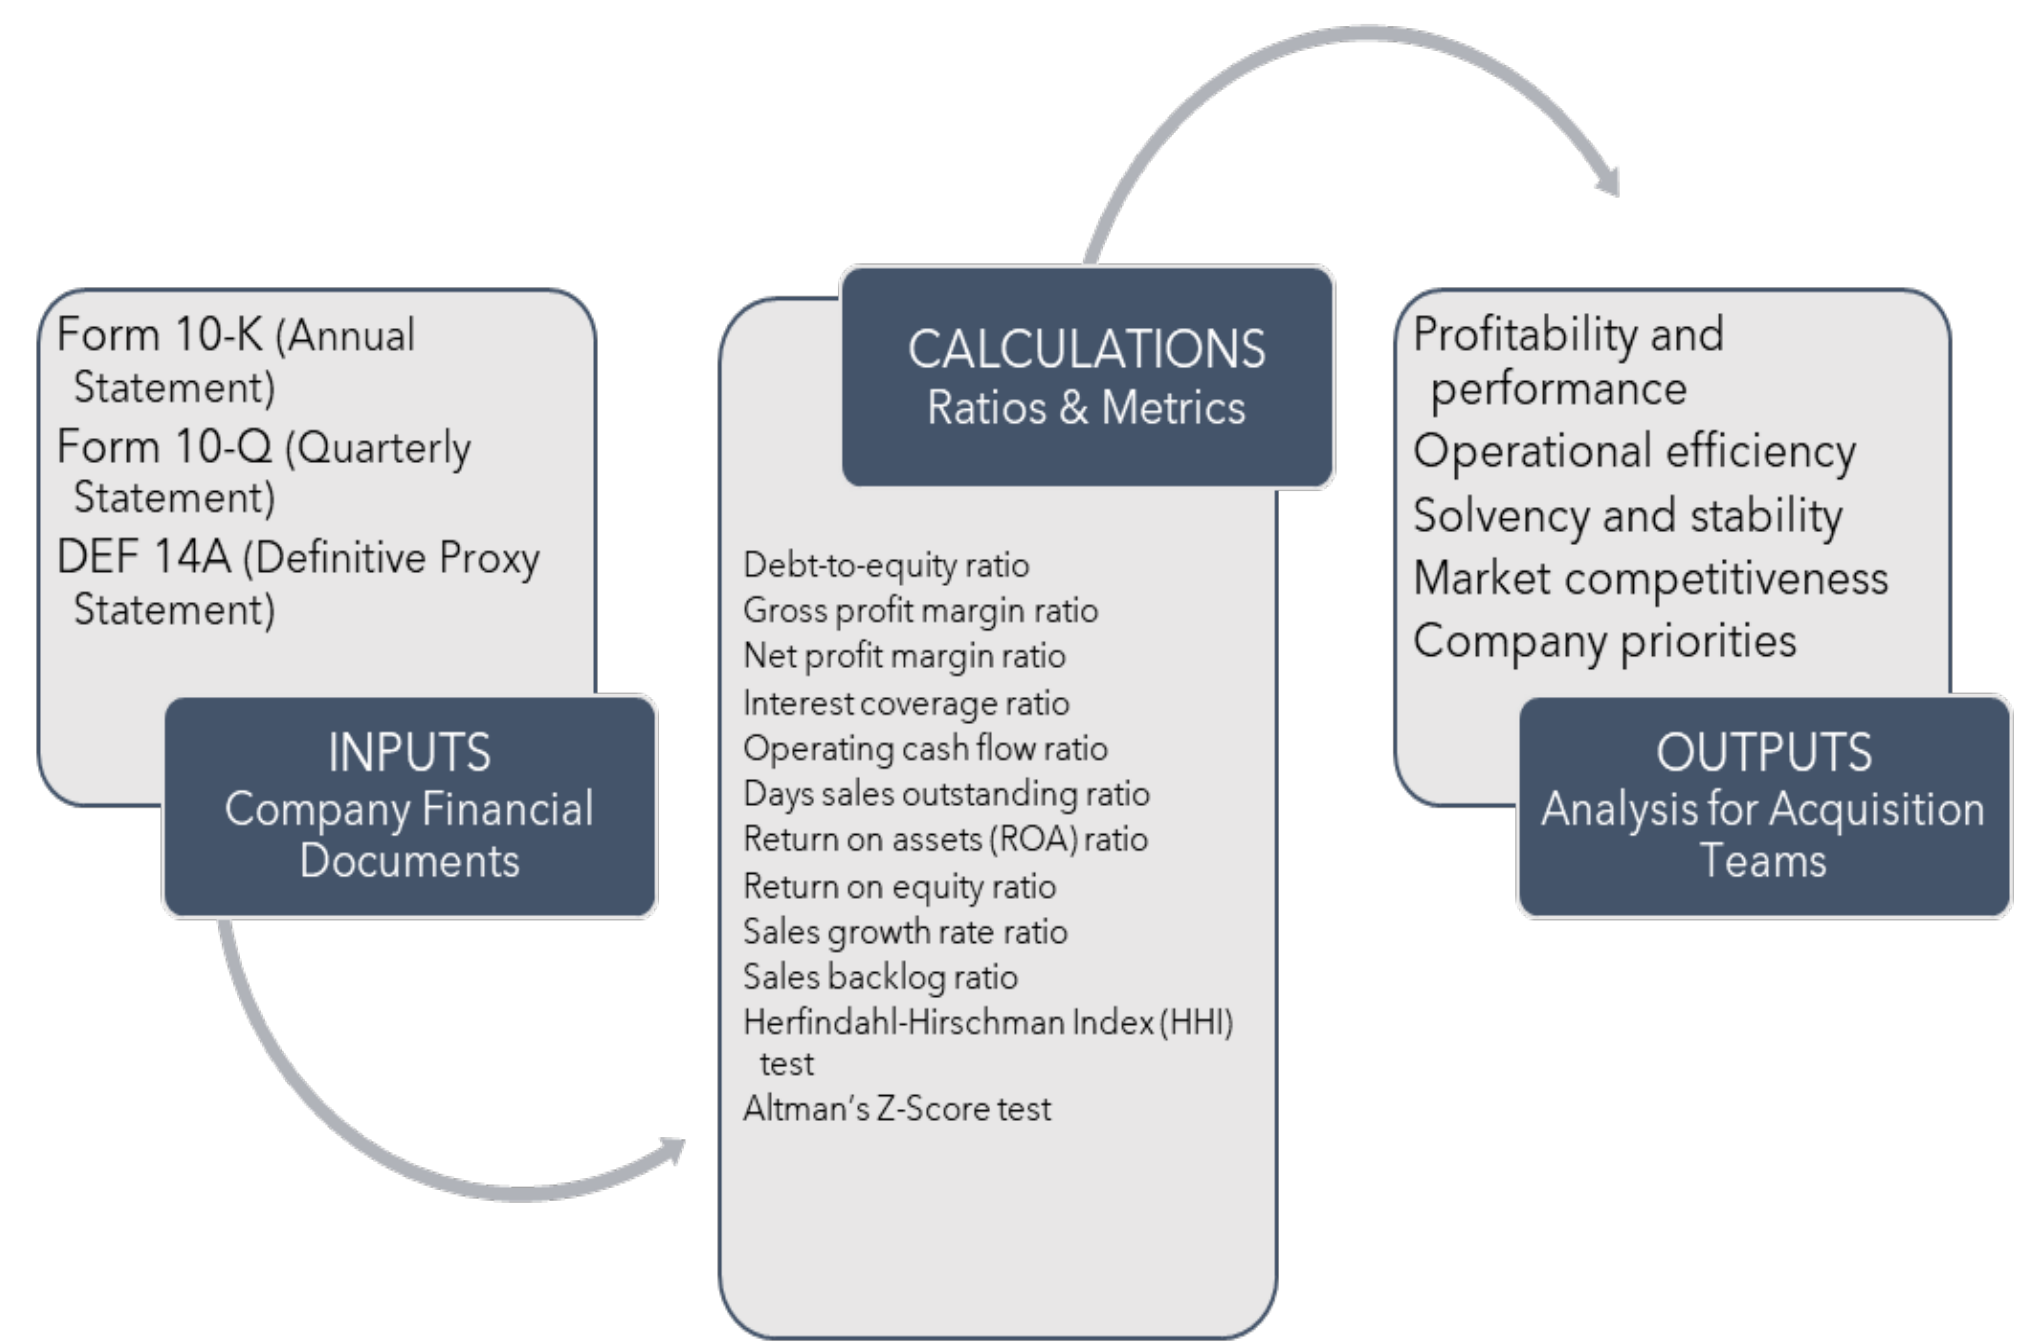 Form 10-K (Annual
Statement)
Form 10-Q (Quarterly
Statement)
DEF 14A (Definitive Proxy
Statement)
INPUTS
Company Financial
Documents
CALCULATIONS
Ratios & Metrics
Debt-to-equity ratio
Gross profit margin ratio
Net profit margin ratio
Interest coverage ratio
Operating cash flow ratio
Days sales outstanding ratio
Return on assets (ROA) ratio
Return on equity ratio
Sales growth rate ratio
Sales backlog ratio
Herfindahl-Hirschman Index (HHI)
test
Altman’s Z-Score test
Profitability and
performance
Operational efficiency
Solvency and stability
Market competitiveness
Company priorities
OUTPUTS
Analysis for Acquisition
Teams